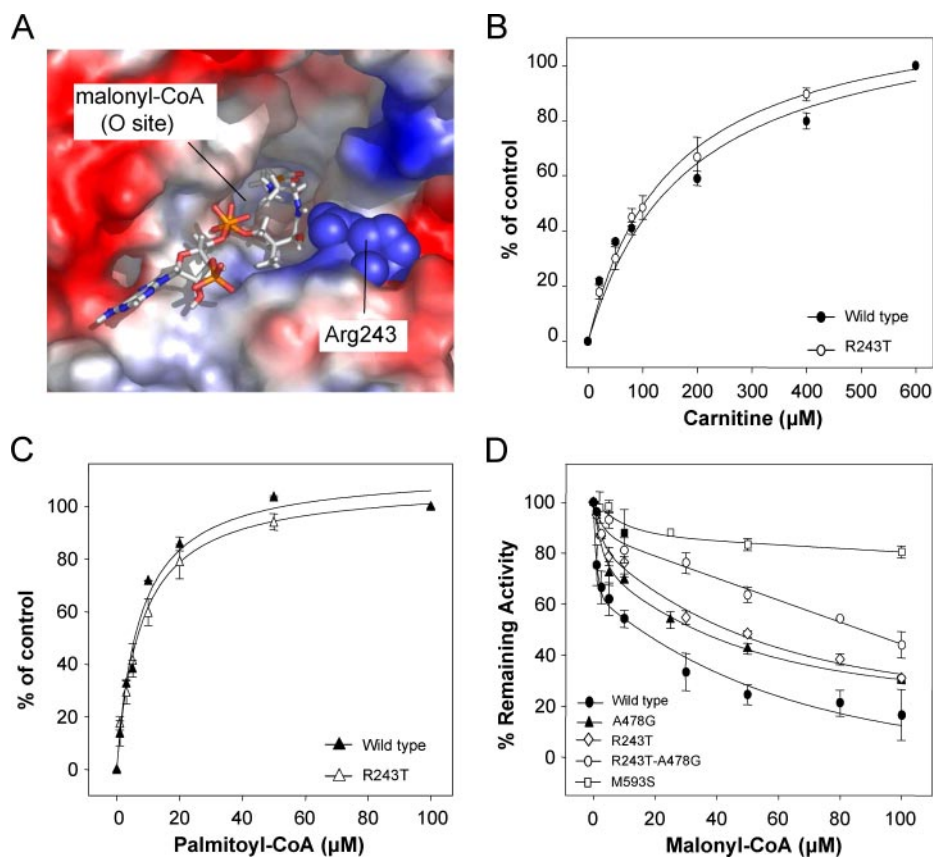 A
malonyl-CoA
(O site)
Arg243
B
% of control
100
80
60
40
20
0
Wild type
R243T
0
100
200
300
400
500
600
Carnitine (µM)
C
% of control
100
80
60
40
20
0
Wild type
R243T
0
20
40
60
80
100
Palmitoyl-CoA (µM)
D
% Remaining Activity
100
80
60
40
20
0
Wild type
A478G
R243T
R243T-A478G
M593S
0
20
40
60
80
100
Malonyl-CoA (µM)